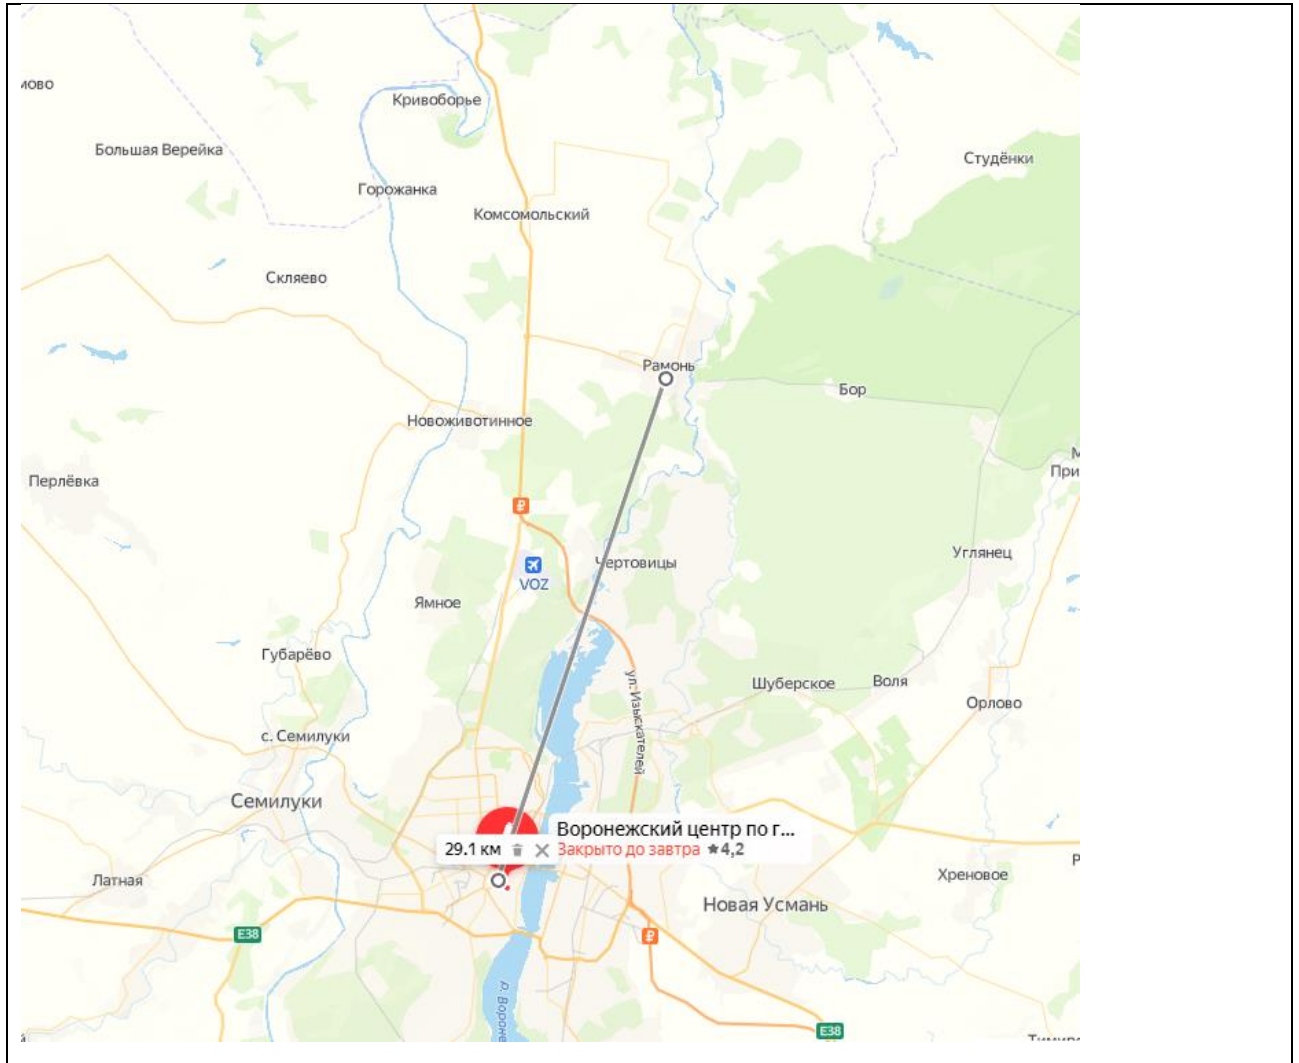 Кривоборье
Большая Верейка
Студёнки
Горожанка
Комсомольский
Скляево
Рамонь
Бор
Новоживотинное
Перлёвка
При
Углянец
Чертовицы
VOZ
Ямное
Губарёво
Шуберское
Воля
Орлово
ул. Изыскателей
с. Семилуки
Семилуки
Воронежский центр по г...
29.1 км
Закрыто до завтра ★4,2
Латная
Хреновое
Новая Усмань
E38
₽
р. Вороне
E38